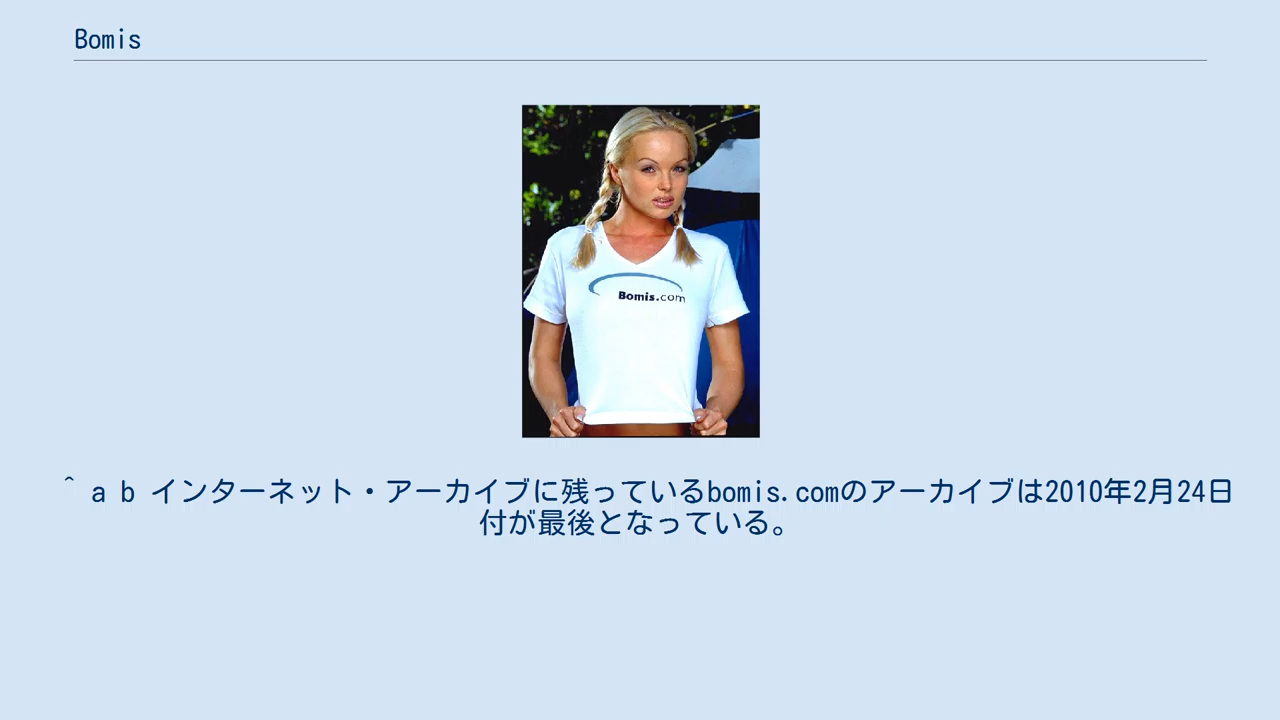 Bomis
Bomis.com
^ a b インターネット・アーカイブに残っているbomis.comのアーカイブは2010年2月24日
付が最後となっている。